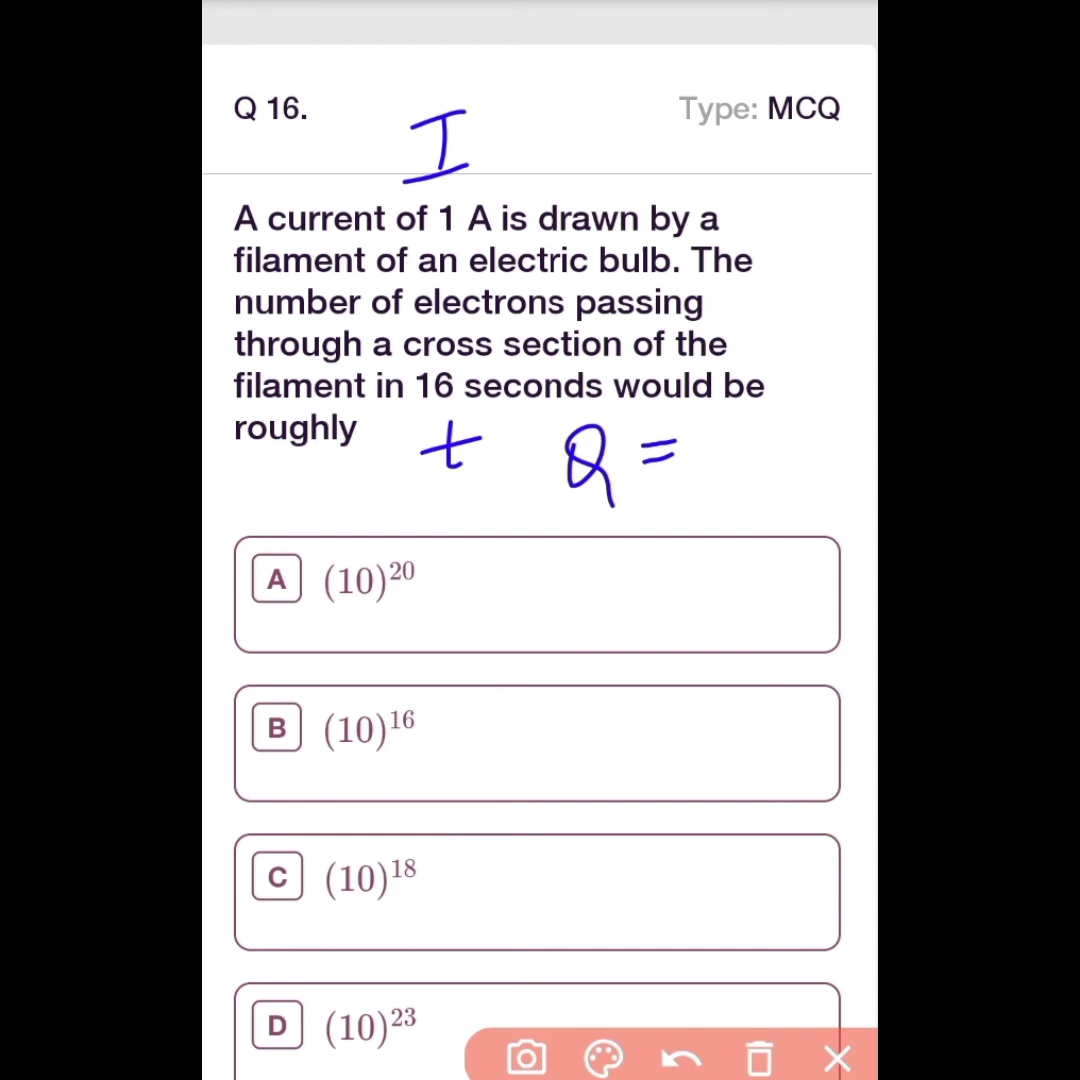 Q 16.
Type: MCQ
I
A current of 1 A is drawn by a
filament of an electric bulb. The
number of electrons passing
through a cross section of the
filament in 16 seconds would be
roughly
t Q =
A (10)^20
B (10)^16
C (10)^18
D (10)^23